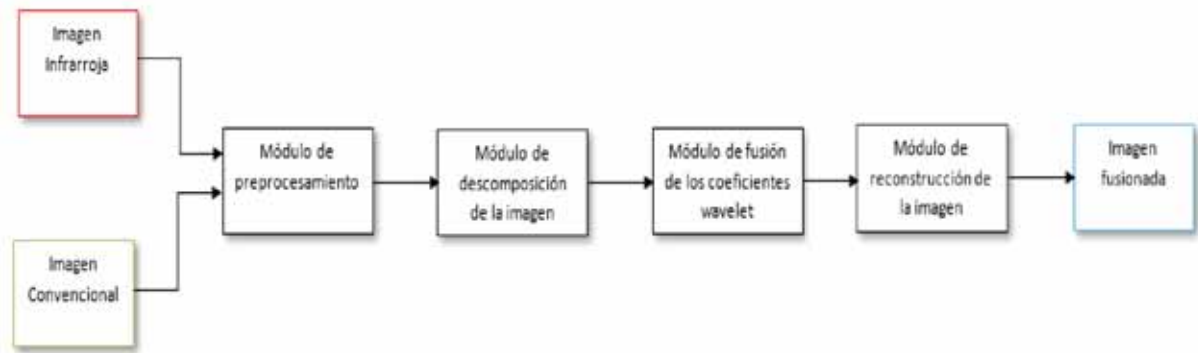 Imagen
Infrarroja
Imagen
Convencional
Módulo de
preprocesamiento
Módulo de
descomposición
de la imagen
Módulo de fusión
de los coeficientes
wavelet
Módulo de
reconstrucción de
la imagen
Imagen
fusionada